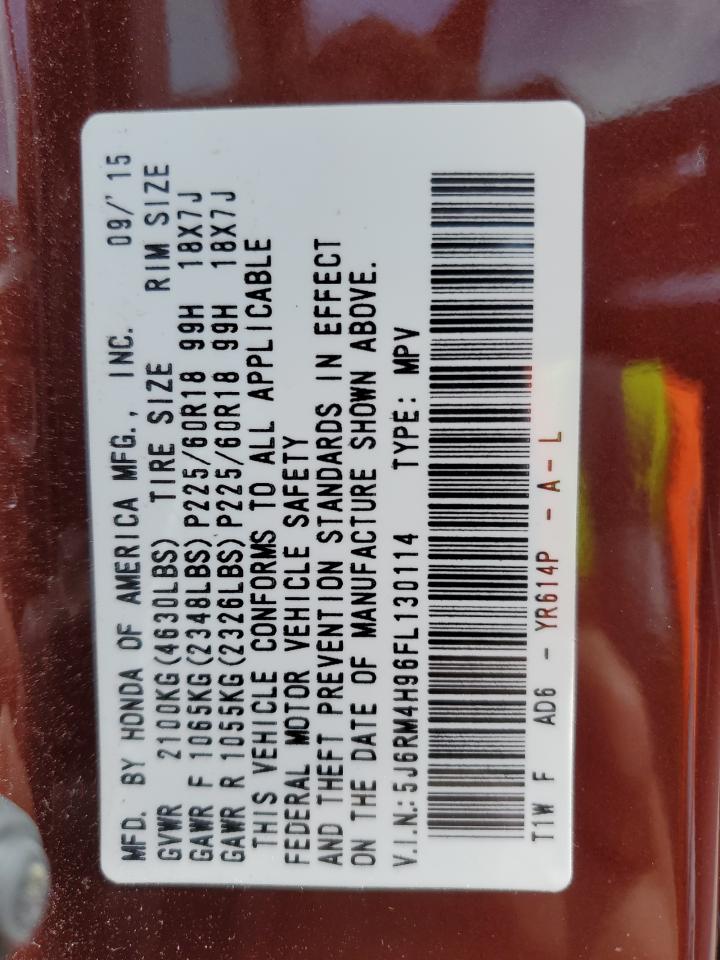 MFD. BY HONDA OF AMERICA MFG., INC. 09/'15
GVWR 2100KG(4630LBS) TIRE SIZE RIM SIZE
GAWR F 1065KG(2348LBS)P225/60R18 99H 18X7J
GAWR R 1055KG(2326LBS)P225/60R18 99H 18X7J
THIS VEHICLE CONFORMS TO ALL APPLICABLE
FEDERAL MOTOR VEHICLE SAFETY
AND THEFT PREVENTION STANDARDS IN EFFECT
ON THE DATE OF MANUFACTURE SHOWN ABOVE.
V.I.N.:5J6RM4H96FL130114 TYPE: MPV
T1W F AD6 - YR614P - A - L